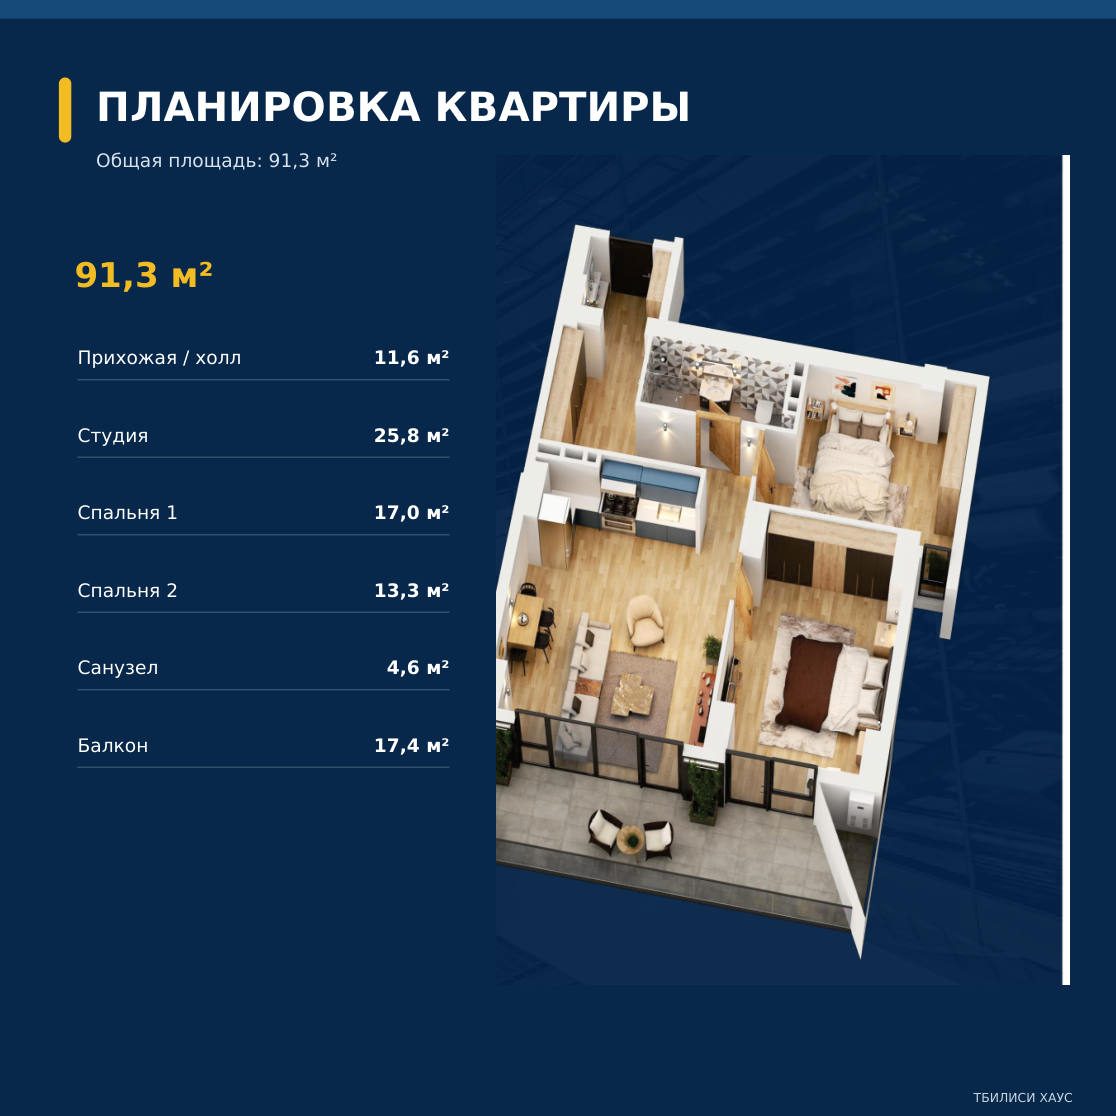 ПЛАНИРОВКА КВАРТИРЫ
Общая площадь: 91,3 м²
91,3 м²
Прихожая / холл 11,6 м²
Студия 25,8 м²
Спальня 1 17,0 м²
Спальня 2 13,3 м²
Санузел 4,6 м²
Балкон 17,4 м²
ТБИЛИСИ ХАУС